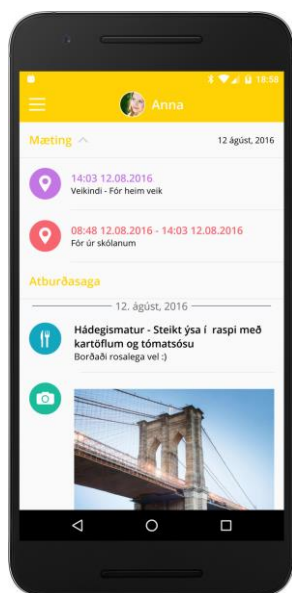 18:58
Anna
Mæting 12 ágúst, 2016
14:03 12.08.2016
Veikindi - Fór heim veik
08:48 12.08.2016 - 14:03 12.08.2016
Fór úr skólanum
Atburðasaga
12. ágúst, 2016
Hádegismatur - Steikt ýsa í raspi með
kartöflum og tómatsósu
Borðaði rosalega vel :)